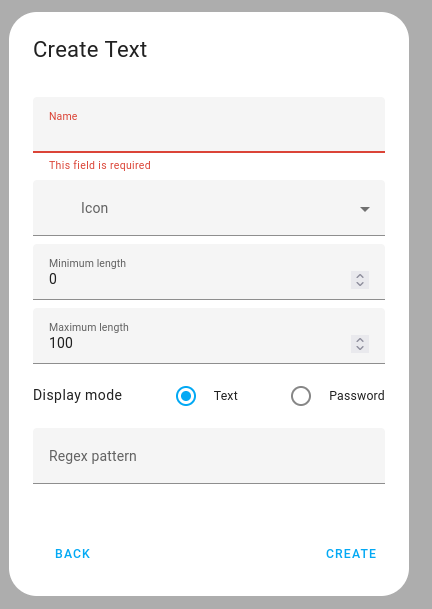 Create Text
Name
This field is required
Icon
Minimum length
0
Maximum length
100
Display mode Text Password
Regex pattern
BACK CREATE